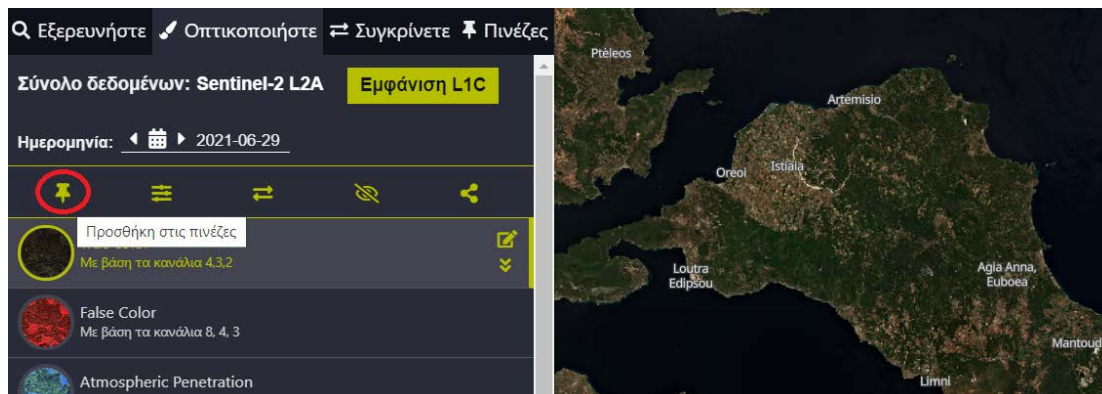 Εξερευνήστε Οπτικοποιήστε Συγκρίνετε Πινέζες
Σύνολο δεδομένων: Sentinel-2 L2A Εμφάνιση L1C
Ημερομηνία: 2021-06-29
Προσθήκη στις πινέζες
Με βάση τα κανάλια 4,3,2
False Color
Με βάση τα κανάλια 8, 4, 3
Atmospheric Penetration
Ptéleos
Artemisio
Istiaia
Oreoi
Loutra
Edipsou
Agia Anna,
Euboea
Mantoud
Limni